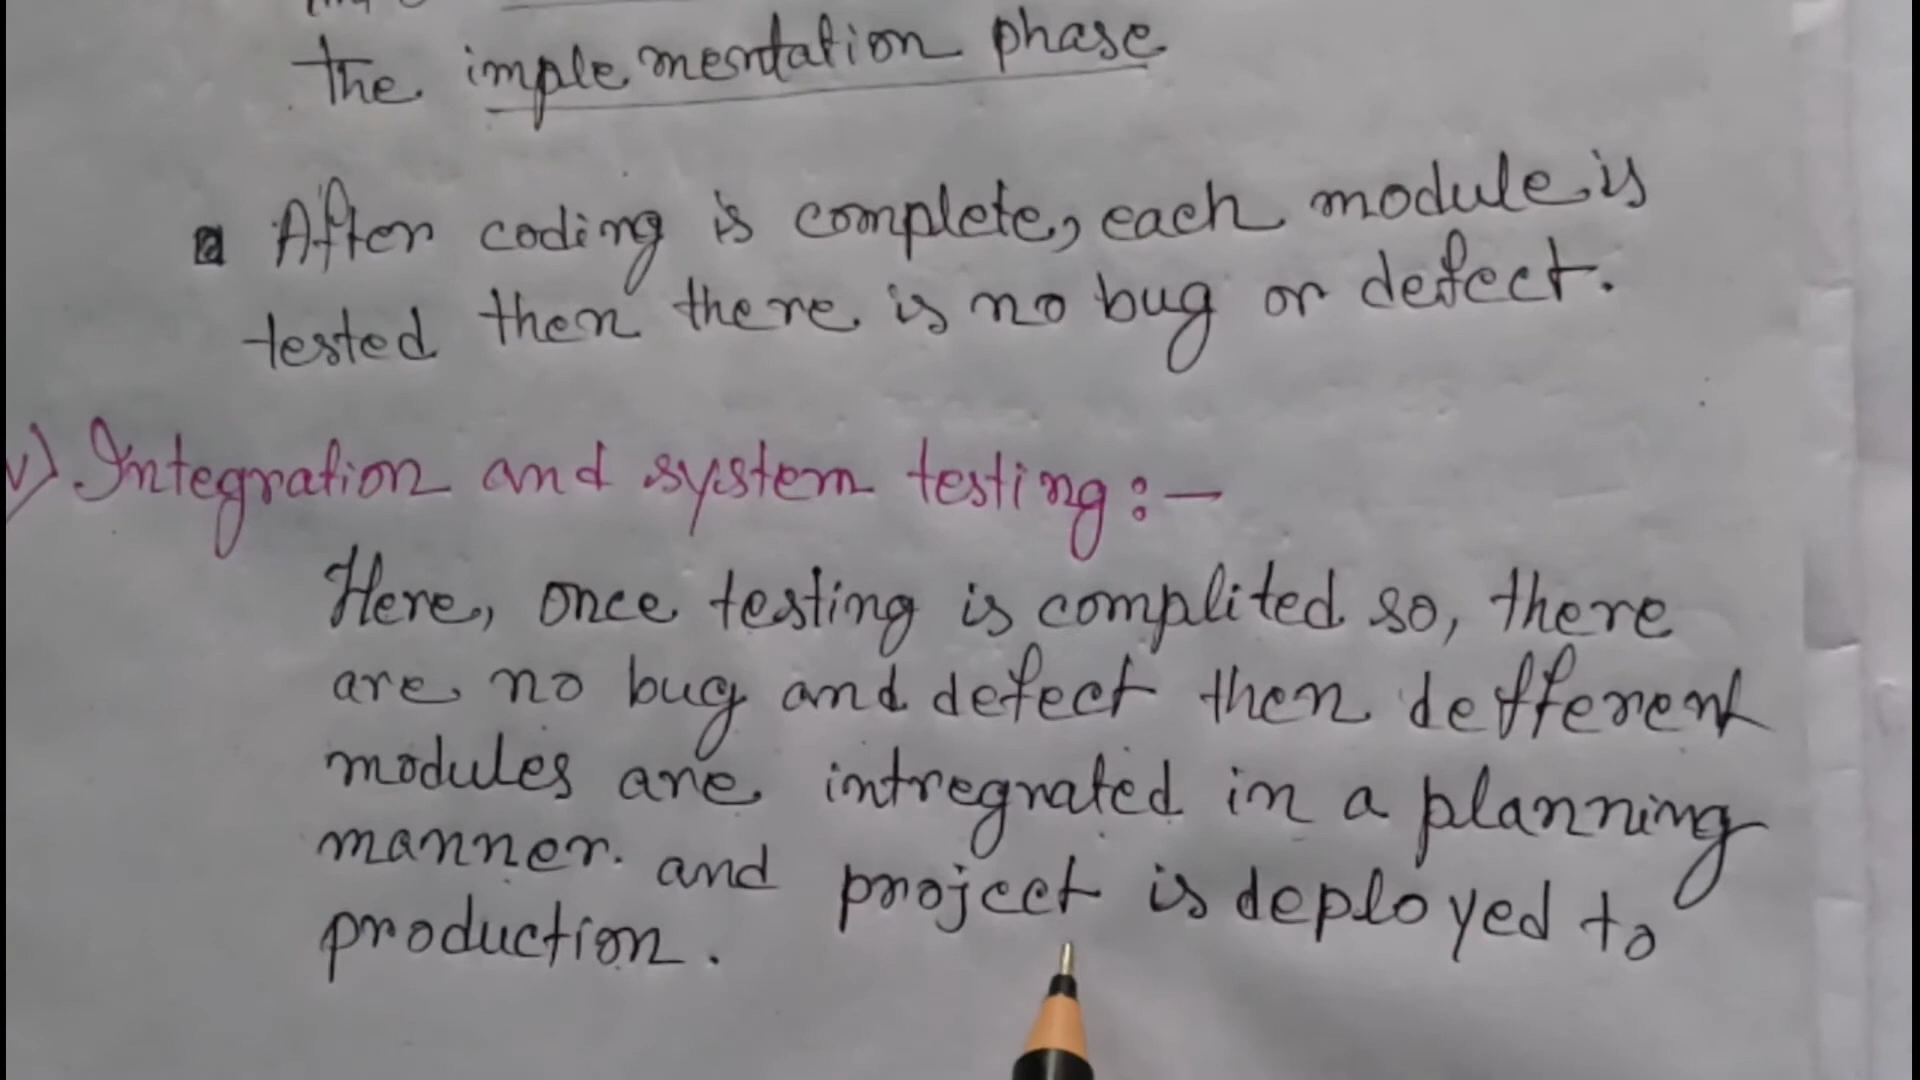 the implementation phase
After coding is complete, each module is
tested then there is no bug or defect.
v) Integration and system testing:-
Here, once testing is complited so, there
are no bug and defect then defferent
modules are intregrated in a planning
manner. and project is deployed to
production.